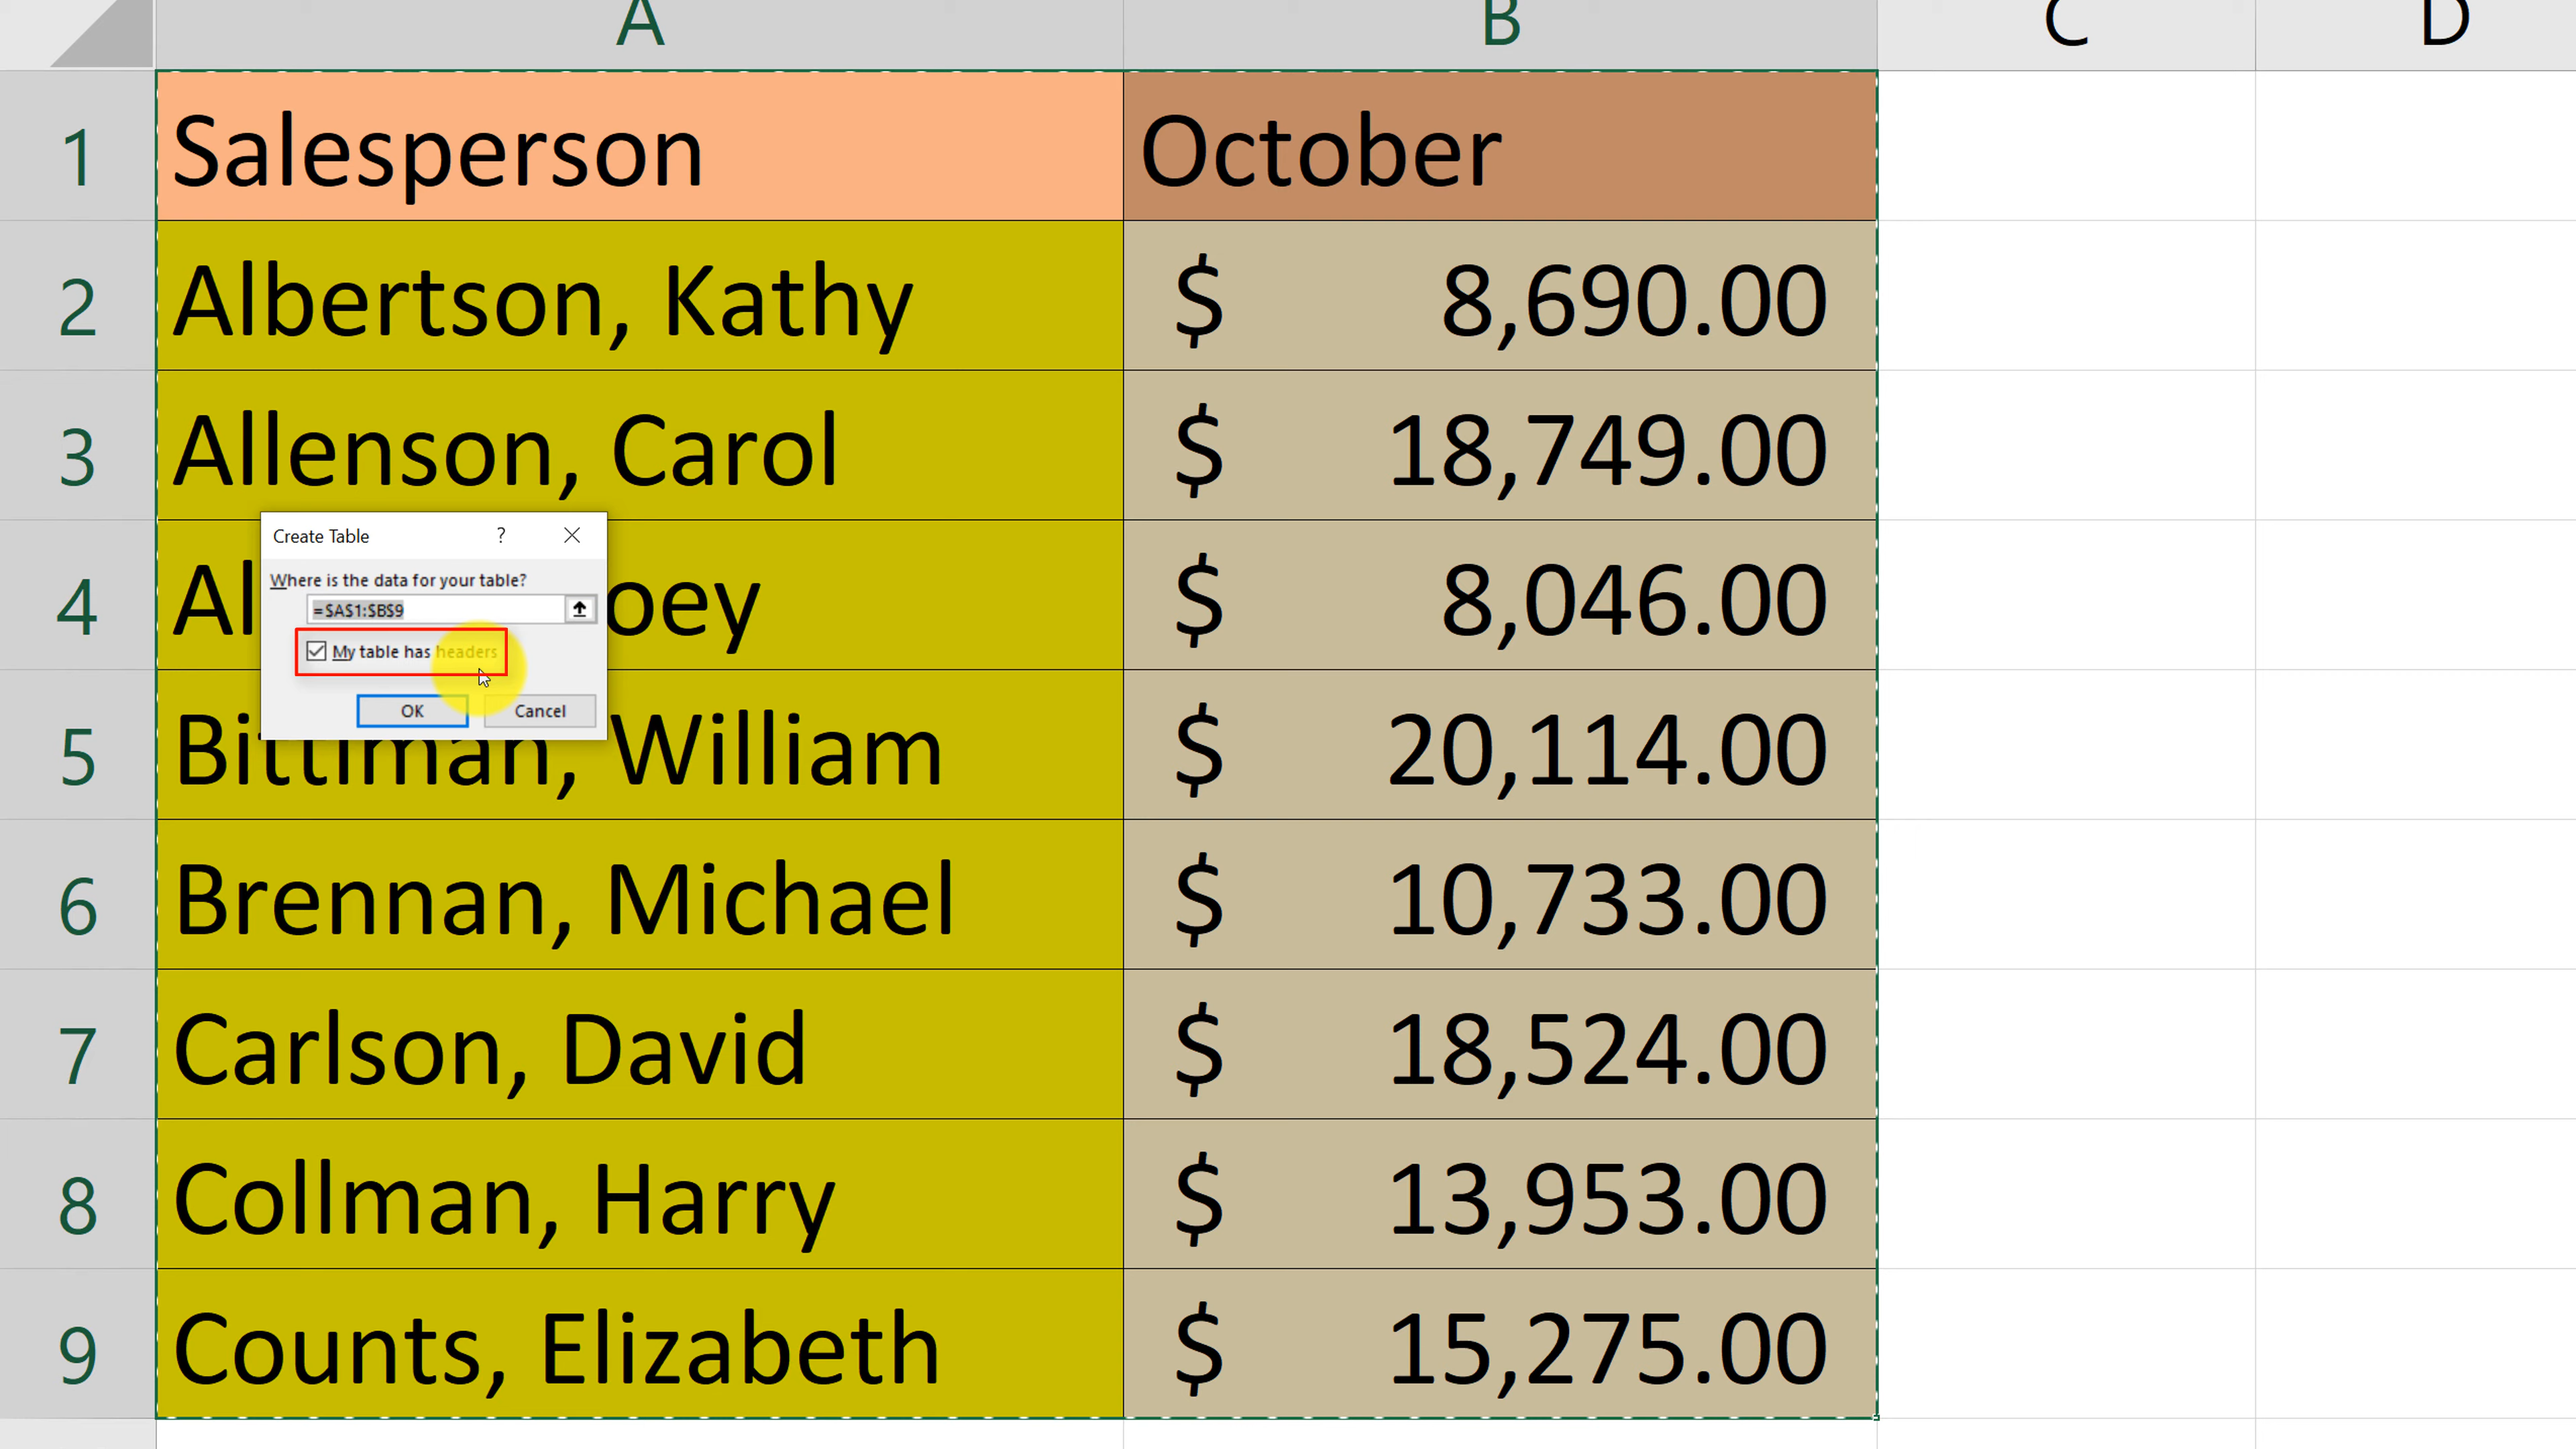 A B C D
1 Salesperson October
2 Albertson, Kathy $ 8,690.00
3 Allenson, Carol $ 18,749.00
Create Table ?
Where is the data for your table?
4 Al oey $ 8,046.00
=$A$1:$B$9
My table has headers
OK Cancel
5 William $ 20,114.00
6 Brennan, Michael $ 10,733.00
7 Carlson, David $ 18,524.00
8 Collman, Harry $ 13,953.00
9 Counts, Elizabeth $ 15,275.00